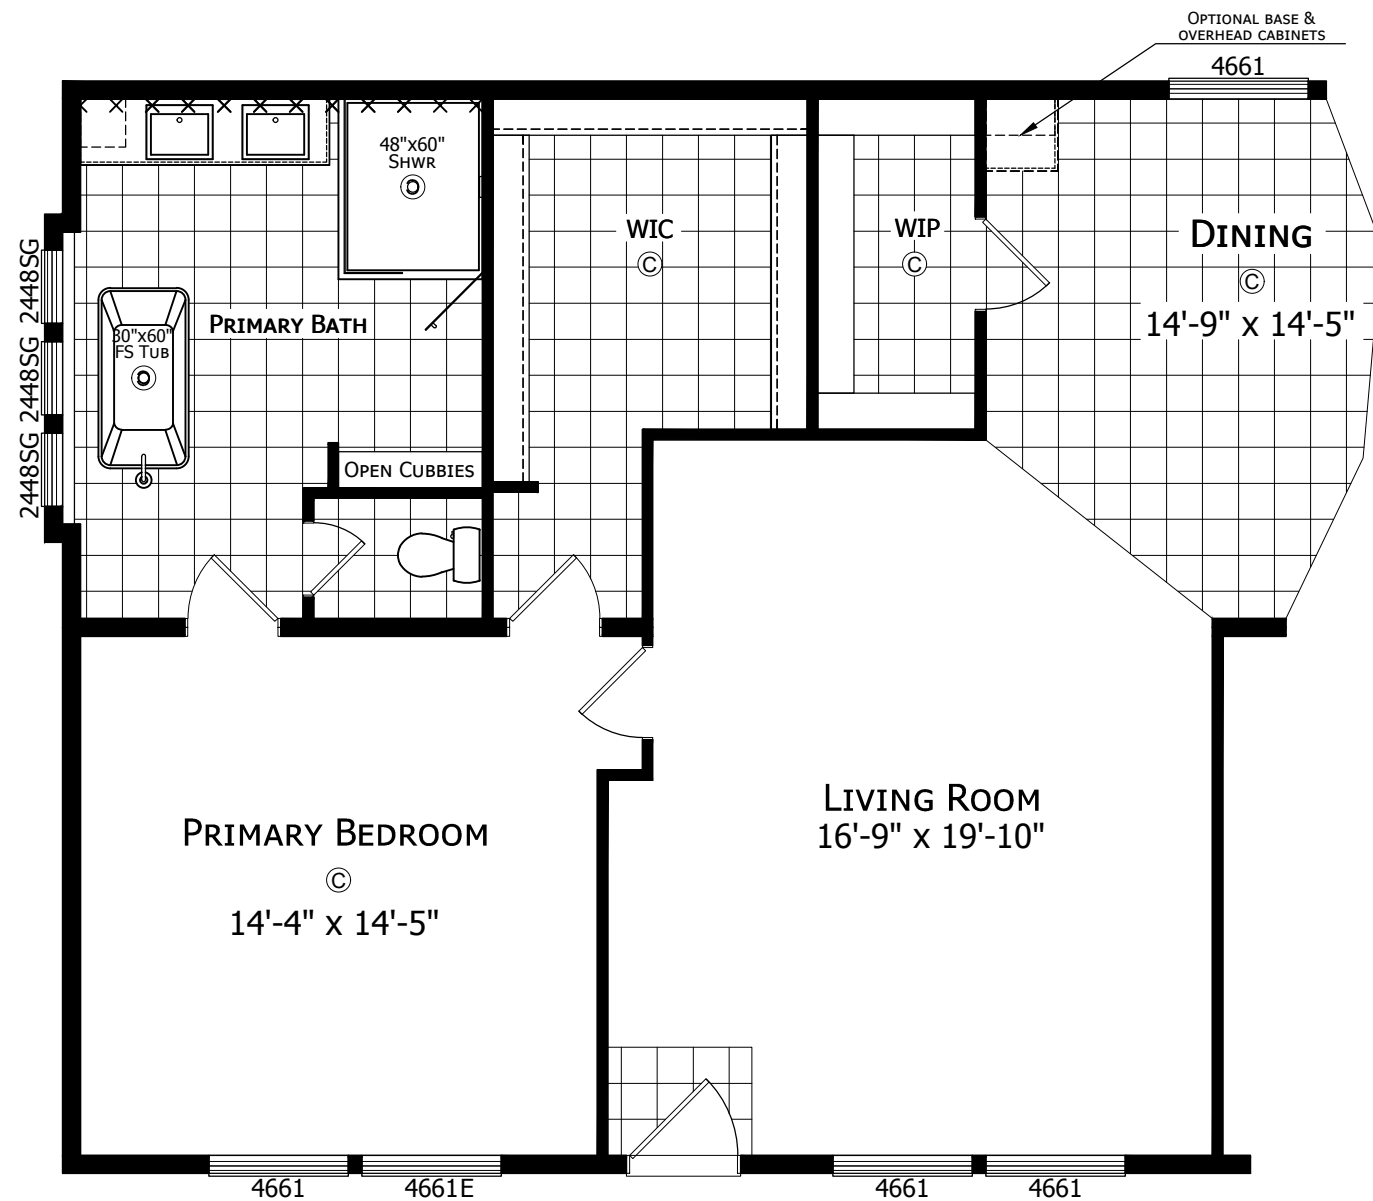 OPTIONAL BASE &
OVERHEAD CABINETS
4661
48"x60"
SHWR
WIC
C
WIP
C
DINING
C
14'-9" x 14'-5"
2448SG
2448SG
2448SG
PRIMARY BATH
30"x60"
FS TUB
OPEN CUBBIES
LIVING ROOM
16'-9" x 19'-10"
PRIMARY BEDROOM
C
14'-4" x 14'-5"
4661
4661E
4661
4661